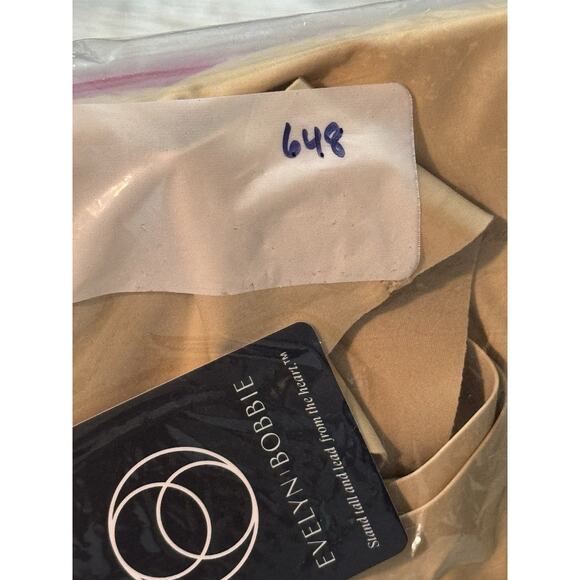 648
EVELYN | BOBBIE
Stand tall and lead from the heart.™